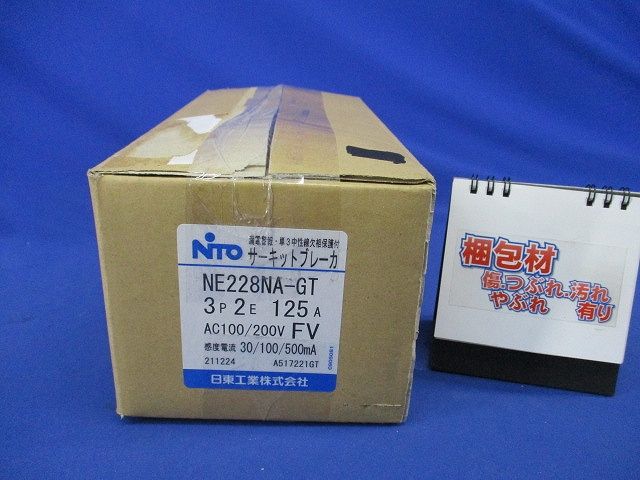 漏電警報・単3中性線欠相保護付
NITO サーキットブレーカ
NE228NA-GT
3P 2E 125A
AC100/200V FV
感度電流 30/100/500mA
211224 A517221GT
日東工業株式会社
梱包材
傷・つぶれ・汚れ
やぶれ 有り